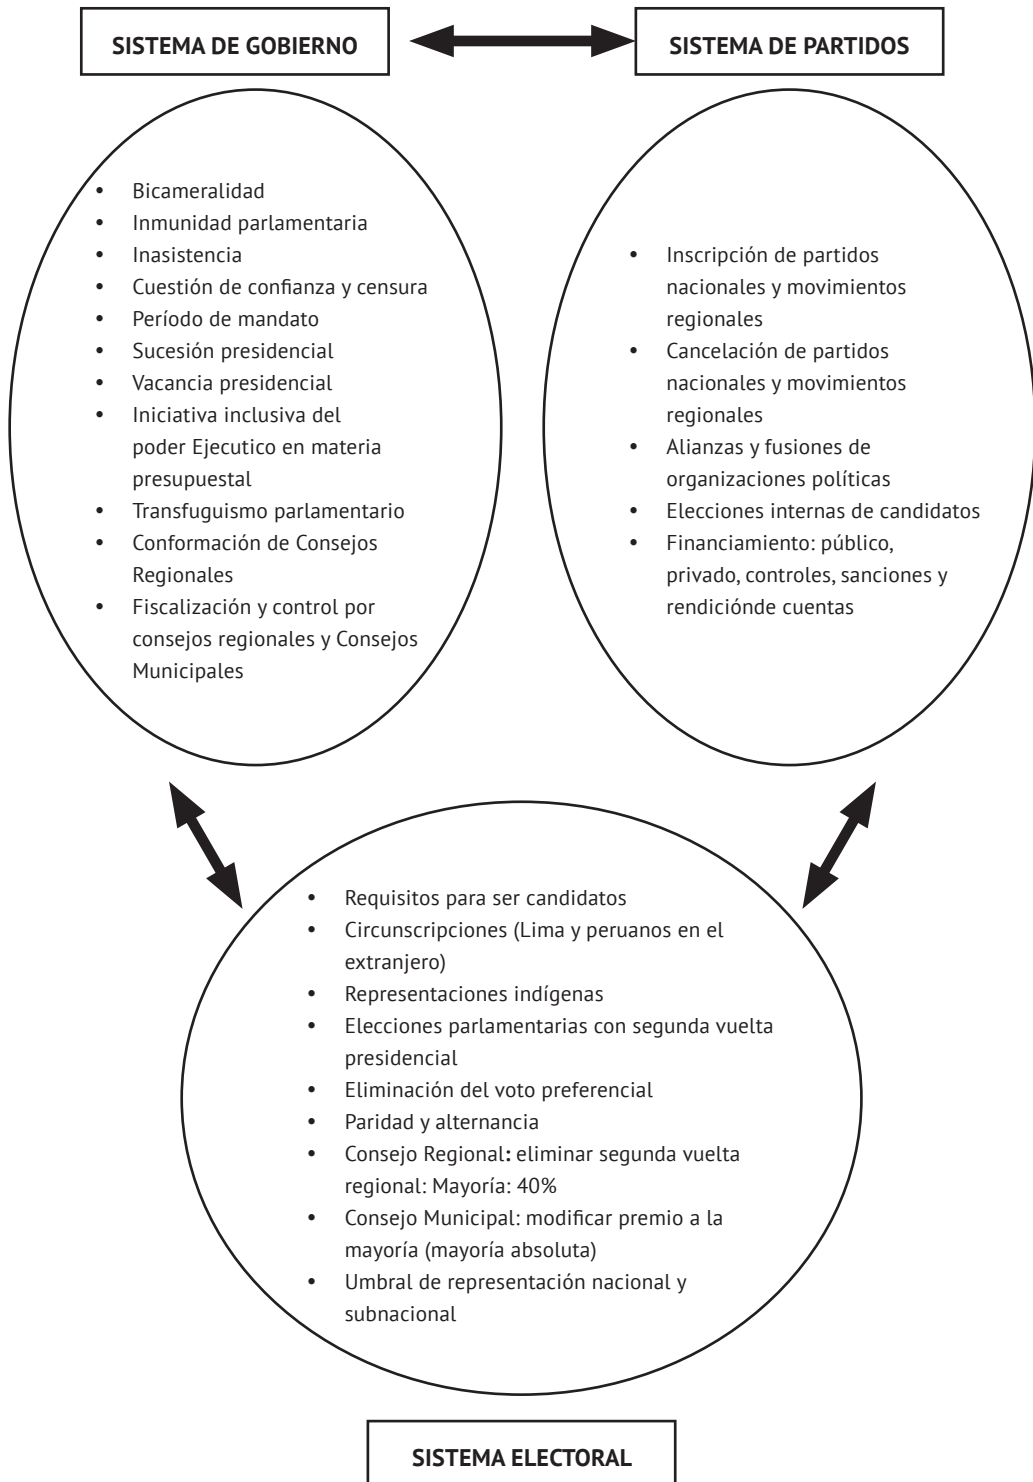 SISTEMA DE GOBIERNO
SISTEMA DE PARTIDOS
• Bicameralidad
• Inmunidad parlamentaria
• Inasistencia
• Cuestión de confianza y censura
• Período de mandato
• Sucesión presidencial
• Vacancia presidencial
• Iniciativa inclusiva del
poder Ejecutico en materia
presupuestal
• Transfuguismo parlamentario
• Conformación de Consejos
Regionales
• Fiscalización y control por
consejos regionales y Consejos
Municipales
• Inscripción de partidos
nacionales y movimientos
regionales
• Cancelación de partidos
nacionales y movimientos
regionales
• Alianzas y fusiones de
organizaciones políticas
• Elecciones internas de candidatos
• Financiamiento: público,
privado, controles, sanciones y
rendiciónde cuentas
• Requisitos para ser candidatos
• Circunscripciones (Lima y peruanos en el
extranjero)
• Representaciones indígenas
• Elecciones parlamentarias con segunda vuelta
presidencial
• Eliminación del voto preferencial
• Paridad y alternancia
• Consejo Regional: eliminar segunda vuelta
regional: Mayoría: 40%
• Consejo Municipal: modificar premio a la
mayoría (mayoría absoluta)
• Umbral de representación nacional y
subnacional
SISTEMA ELECTORAL